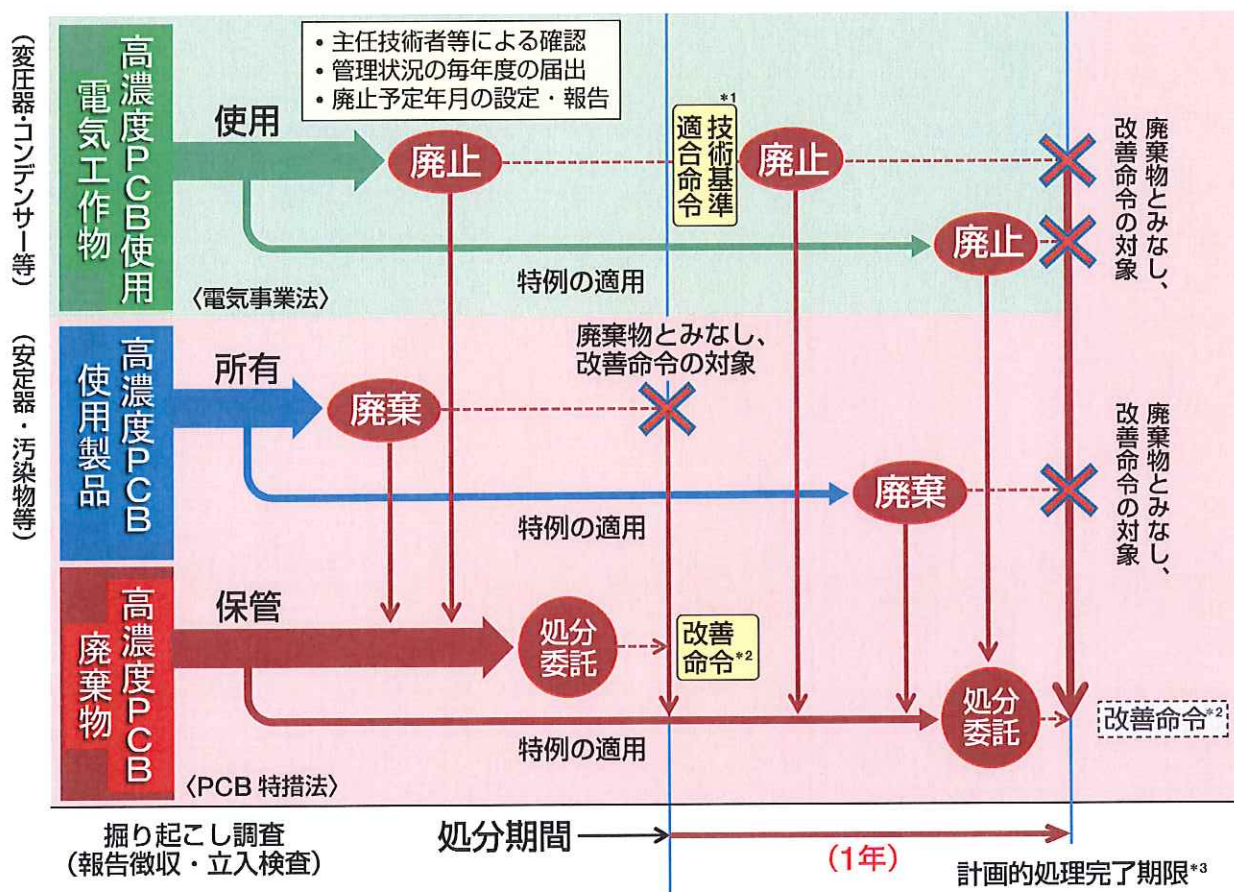 （変圧器・コンデンサー等）
高濃度PCB使用
電気工作物
• 主任技術者等による確認
• 管理状況の毎年度の届出
• 廃止予定年月の設定・報告
使用
廃止
*1
技術基準
適合命令
廃止
廃止
特例の適用
〈電気事業法〉
廃棄物とみなし、
改善命令の対象
（安定器・汚染物等）
高濃度PCB
使用製品
所有
廃棄
廃棄物とみなし、
改善命令の対象
廃棄
特例の適用
廃棄物とみなし、
改善命令の対象
高濃度PCB
廃棄物
保管
処分
委託
改善
命令*2
処分
委託
改善命令*2
特例の適用
〈PCB 特措法〉
掘り起こし調査
（報告徴収・立入検査）
処分期間
（1年）
計画的処理完了期限*3